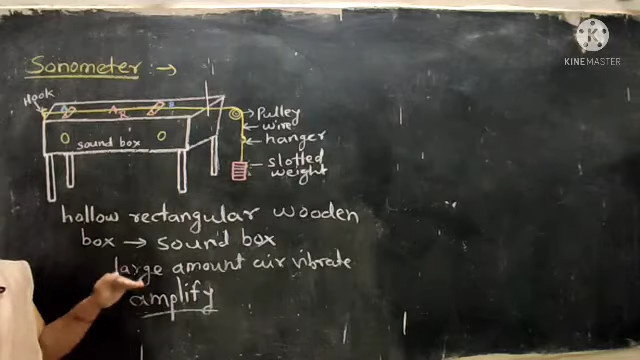 Sonometer →
Hook
A A R B
Pulley
wire
hanger
slotted
weight
sound box
hollow rectangular wooden
box → sound box
large amount air vibrate
amplify
K
KINEMASTER